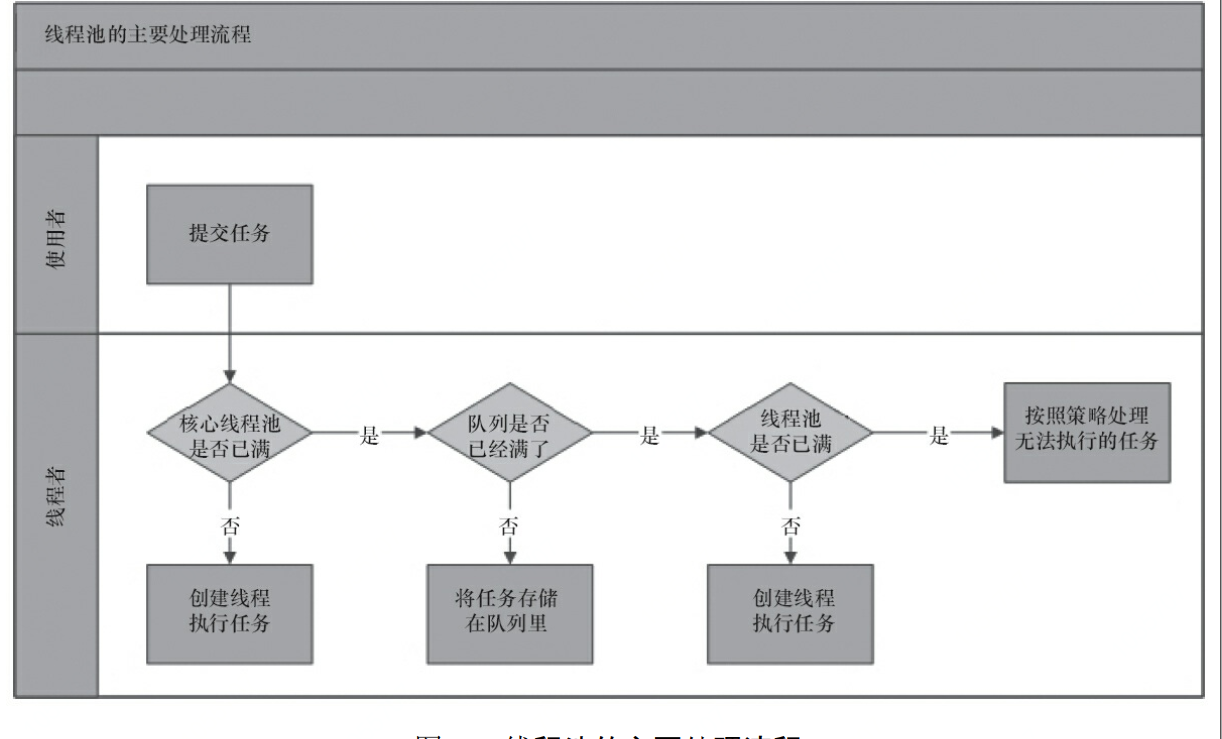 线程池的主要处理流程
使用者
提交任务
线程者
核心线程池
是否已满
是
队列是否
已经满了
是
线程池
是否已满
是
按照策略处理
无法执行的任务
否
否
否
创建线程
执行任务
将任务存储
在队列里
创建线程
执行任务